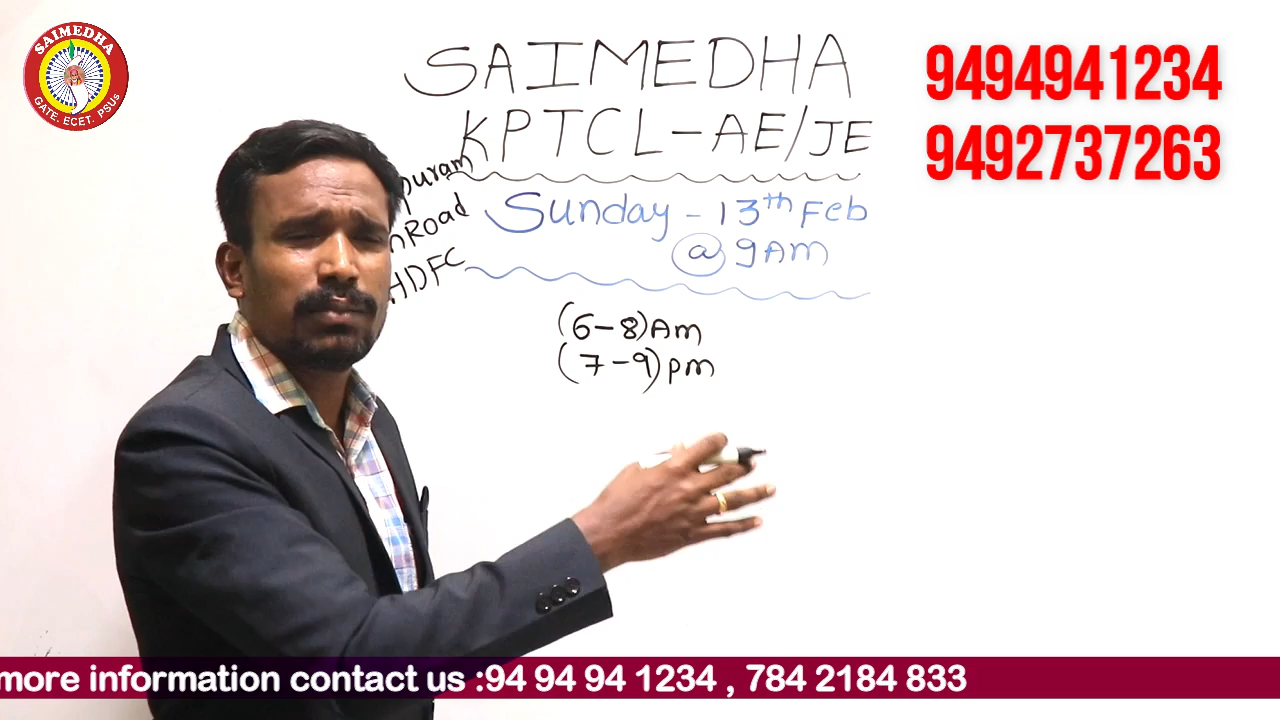 SAIMEDHA
GATE. ECET. PSUs
SAIMEDHA
KPTCL-AE/JE
9494941234
9492737263
puram
Road
HDFC
Sunday - 13th Feb
@ 9AM
(6-8)Am
(7-9)pm
more information contact us :94 94 94 1234 , 784 2184 833